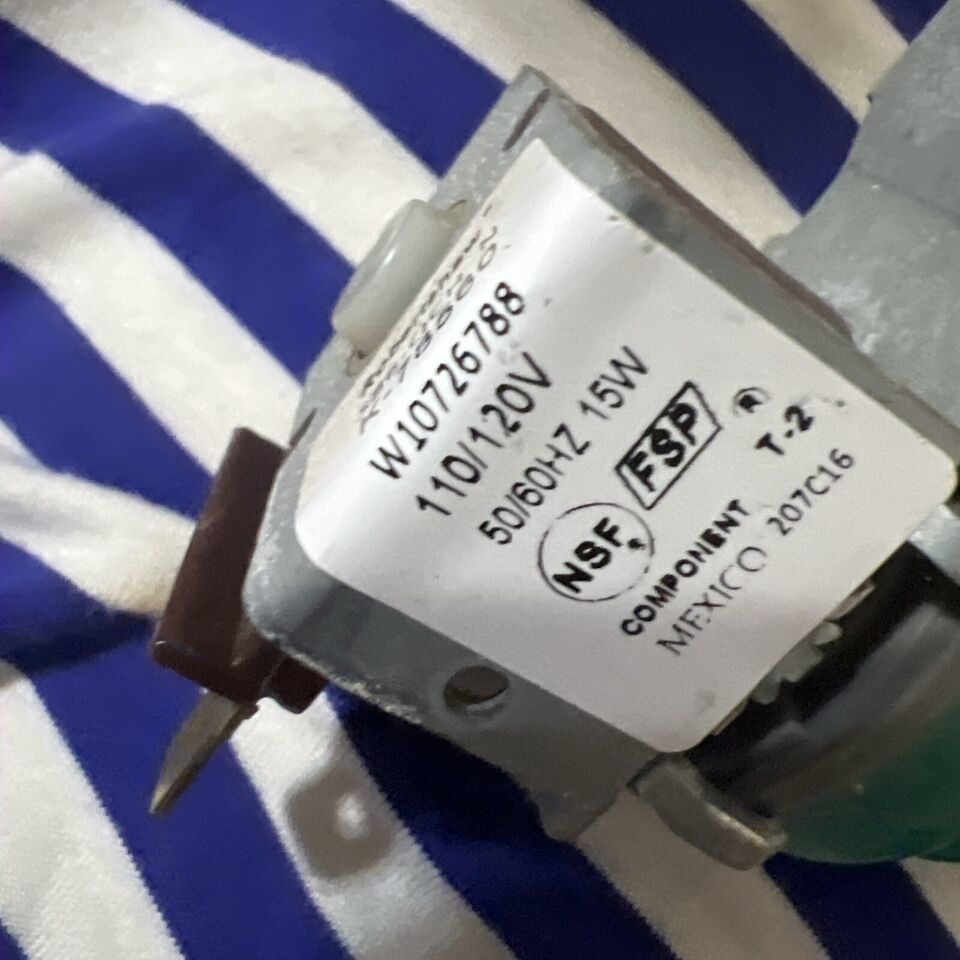 W10726788
110/120V
50/60HZ 15W
NSF. FSP ®
COMPONENT T-2
MEXICO 207C16